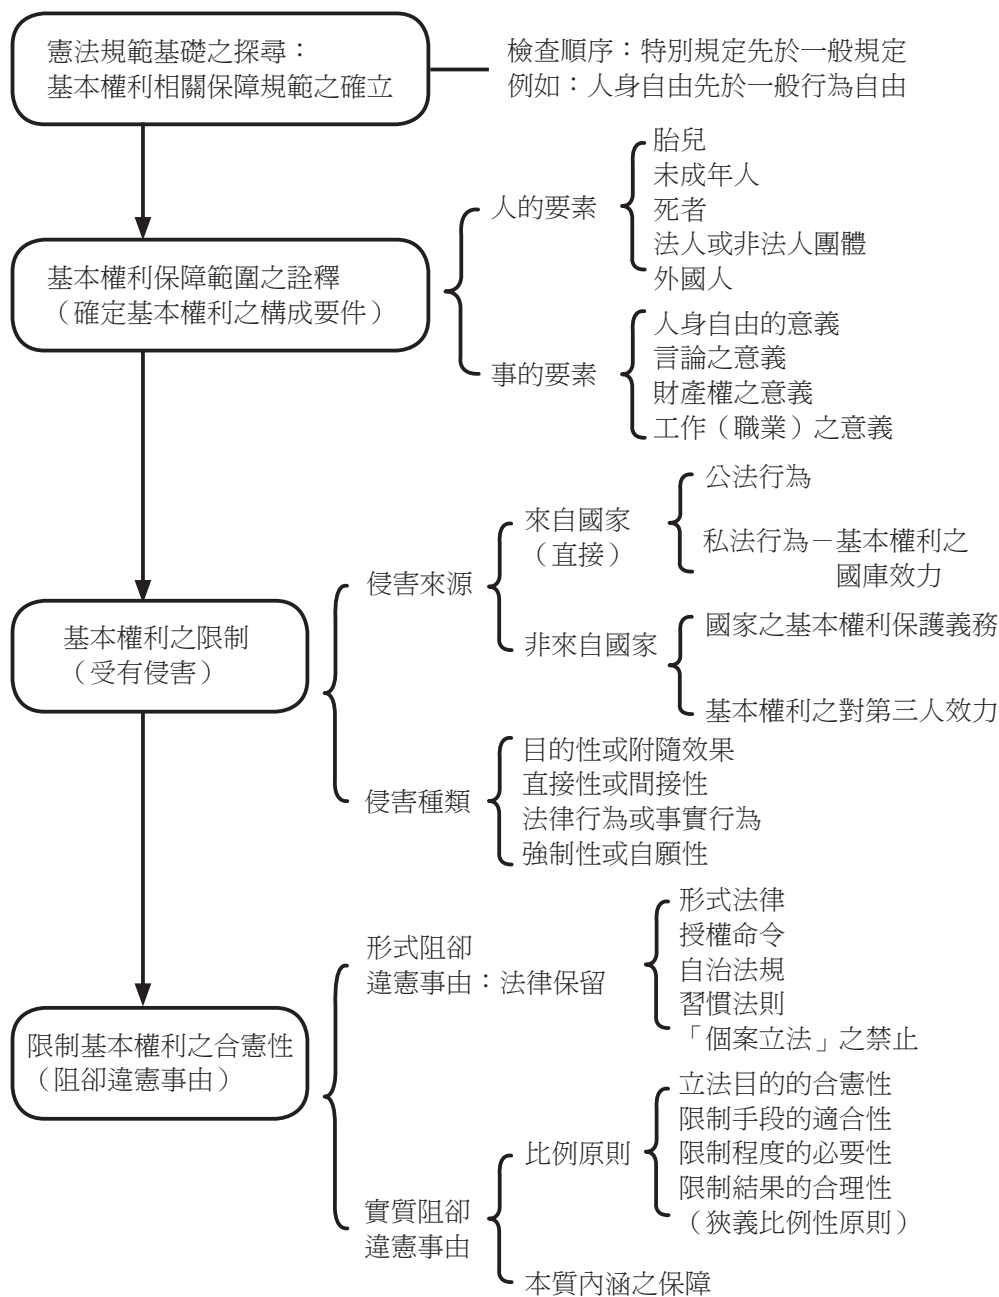 憲法規範基礎之探尋：
基本權利相關保障規範之確立
檢查順序：特別規定先於一般規定
例如：人身自由先於一般行為自由
基本權利保障範圍之詮釋
（確定基本權利之構成要件）
人的要素
胎兒
未成年人
死者
法人或非法人團體
外國人
事的要素
人身自由的意義
言論之意義
財產權之意義
工作（職業）之意義
基本權利之限制
（受有侵害）
侵害來源
來自國家
（直接）
公法行為
私法行為－基本權利之
國庫效力
非來自國家
國家之基本權利保護義務
基本權利之對第三人效力
侵害種類
目的性或附隨效果
直接性或間接性
法律行為或事實行為
強制性或自願性
限制基本權利之合憲性
（阻卻違憲事由）
形式阻卻
違憲事由：法律保留
形式法律
授權命令
自治法規
習慣法則
「個案立法」之禁止
實質阻卻
違憲事由
比例原則
立法目的的合憲性
限制手段的適合性
限制程度的必要性
限制結果的合理性
（狹義比例性原則）
本質內涵之保障